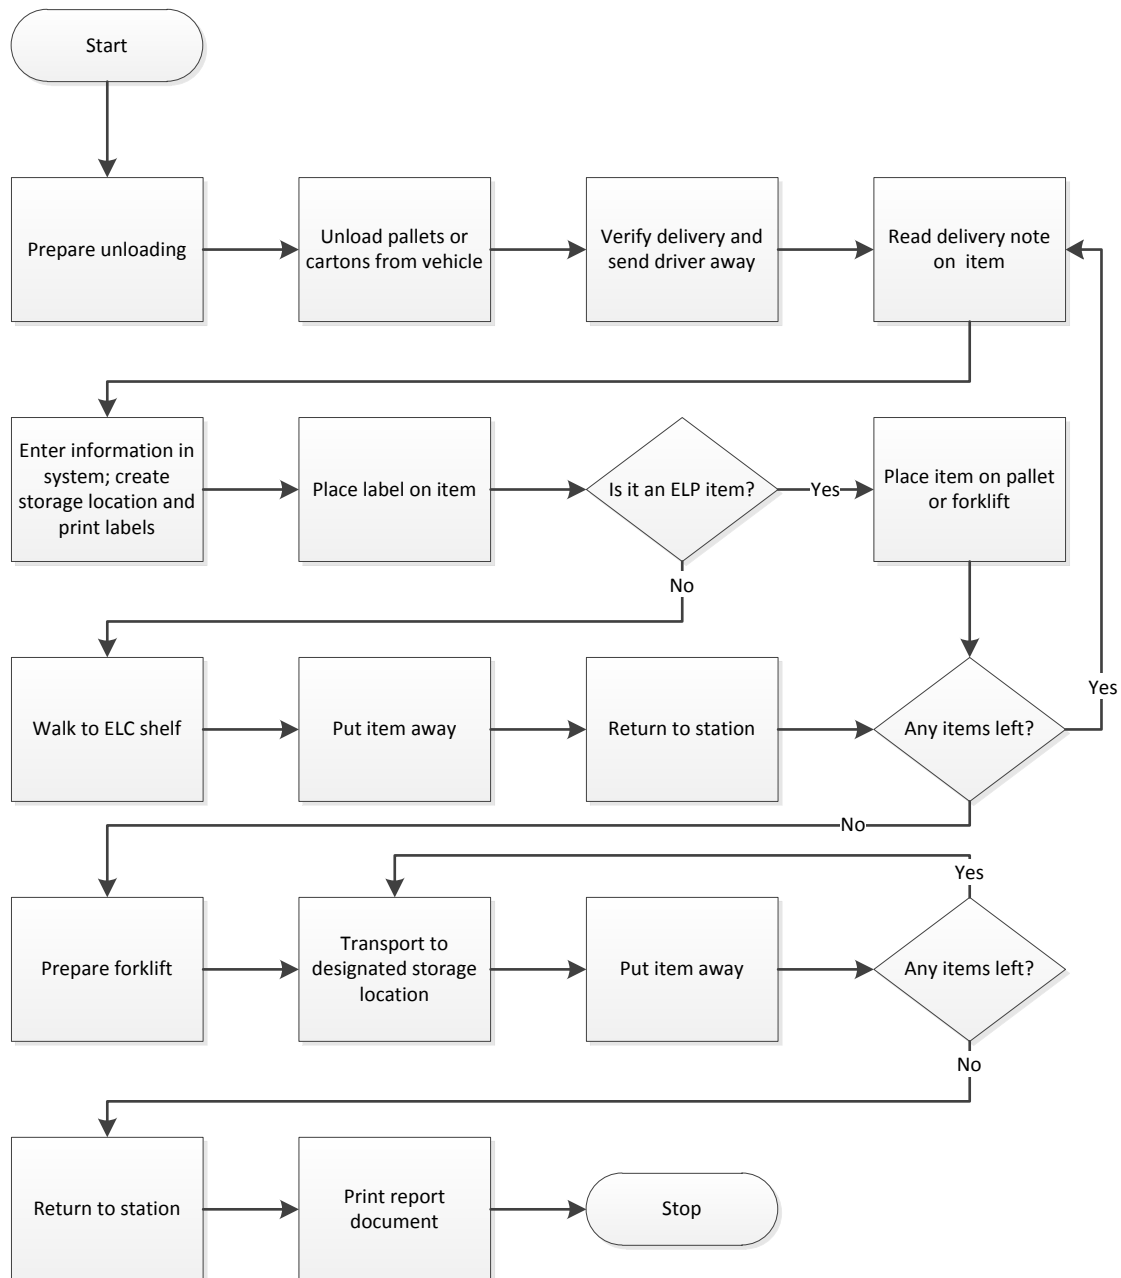 Start
Prepare unloading
Unload pallets or
cartons from vehicle
Verify delivery and
send driver away
Read delivery note
on item
Enter information in
system; create
storage location and
print labels
Place label on item
Is it an ELP item?
Yes
Place item on pallet
or forklift
No
Walk to ELC shelf
Put item away
Return to station
Any items left?
Yes
No
Prepare forklift
Transport to
designated storage
location
Put item away
Any items left?
Yes
No
Return to station
Print report
document
Stop